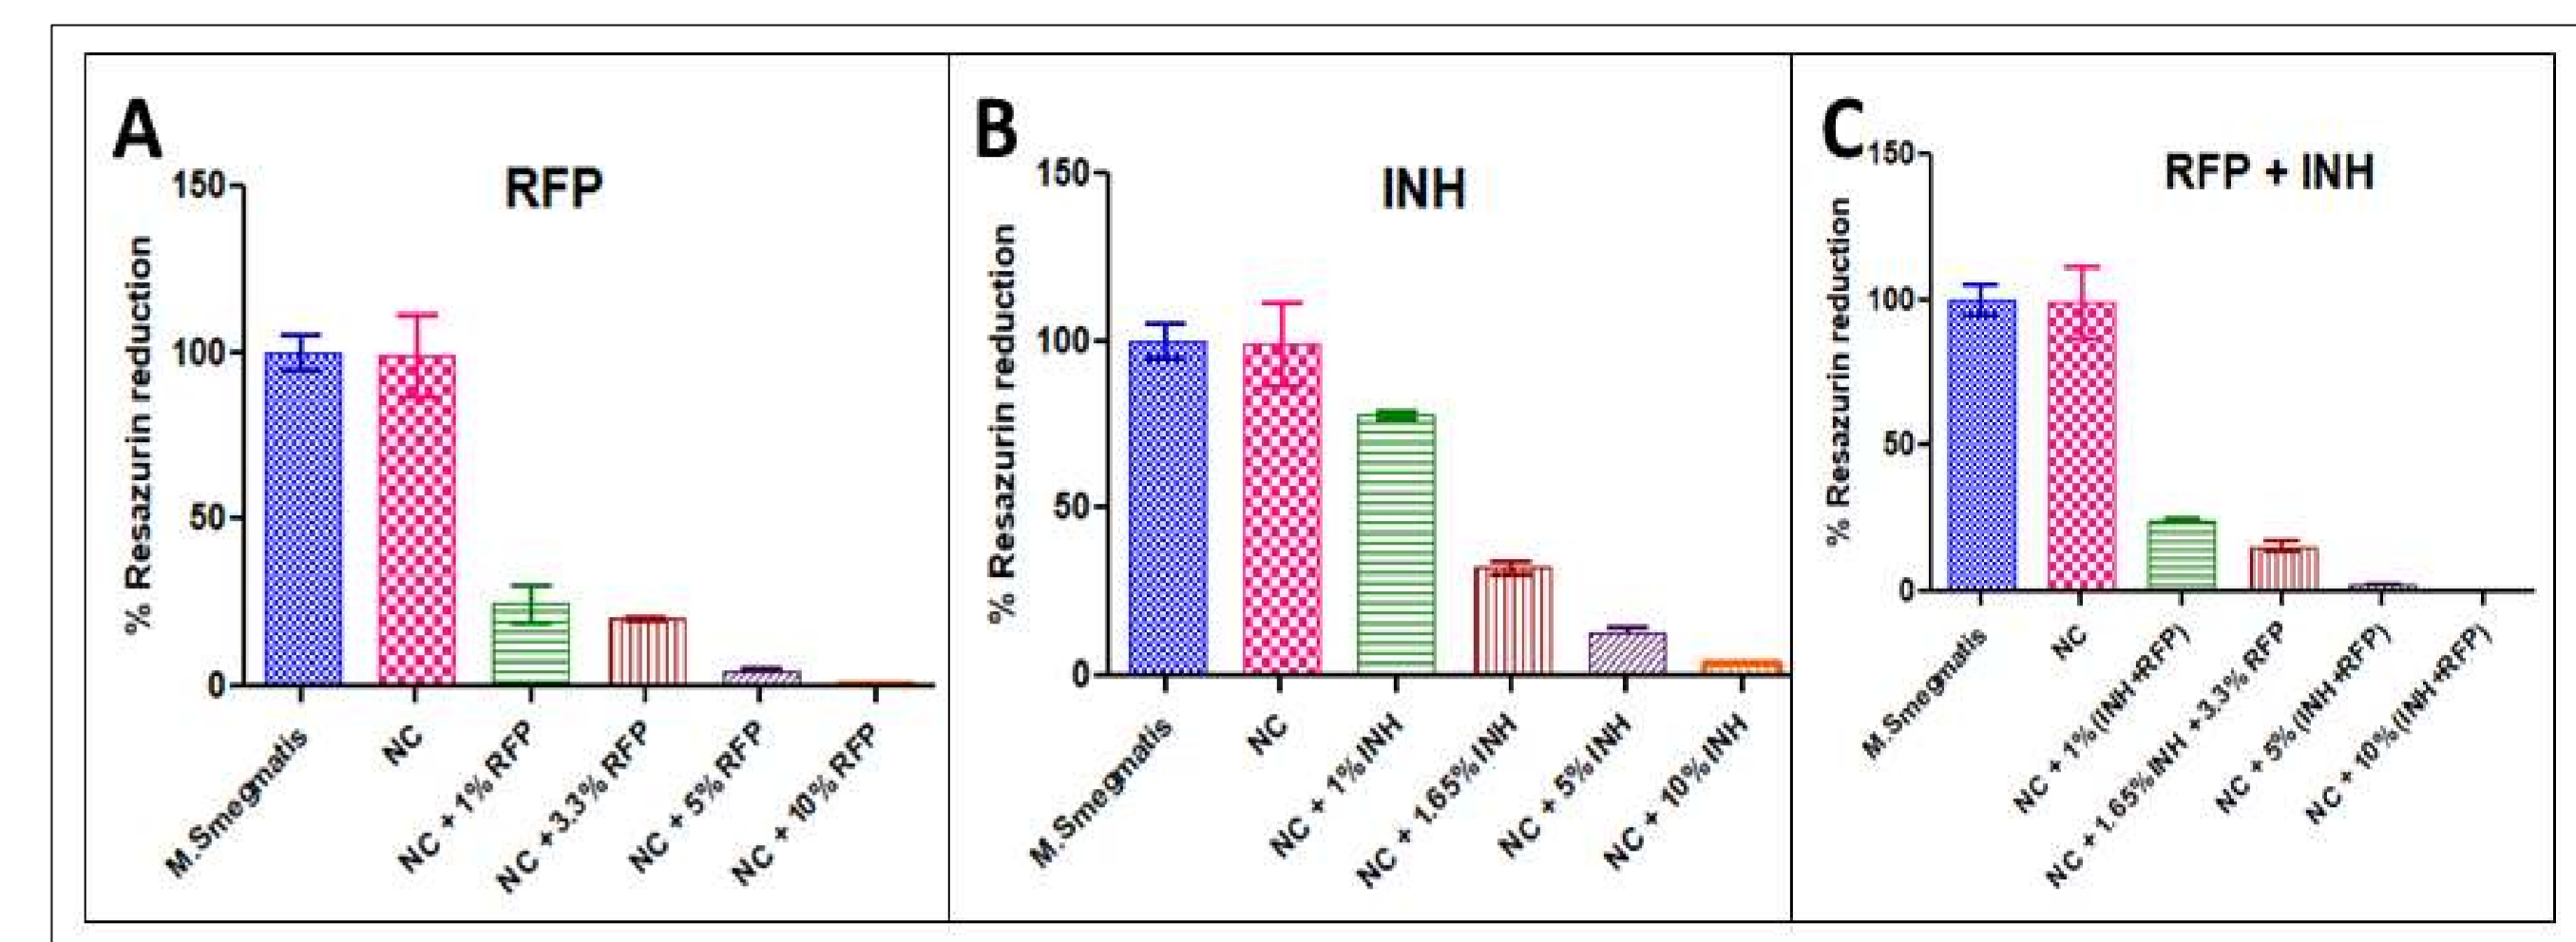 A
RFP
% Resazurin reduction
150
100
50
0
M.Smegmatis
NC
NC + 1% RFP
NC + 3.3% RFP
NC + 5% RFP
NC + 10% RFP
B
INH
% Resazurin reduction
150
100
50
0
M.Smegmatis
NC
NC + 1% INH
NC + 1.65% INH
NC + 5% INH
NC + 10% INH
C
RFP + INH
% Resazurin reduction
150
100
50
0
M.Smegmatis
NC
NC + 1% (INH +RFP)
NC + 1.65% INH + 3.3% RFP
NC + 5% (INH +RFP)
NC + 10% (INH +RFP)